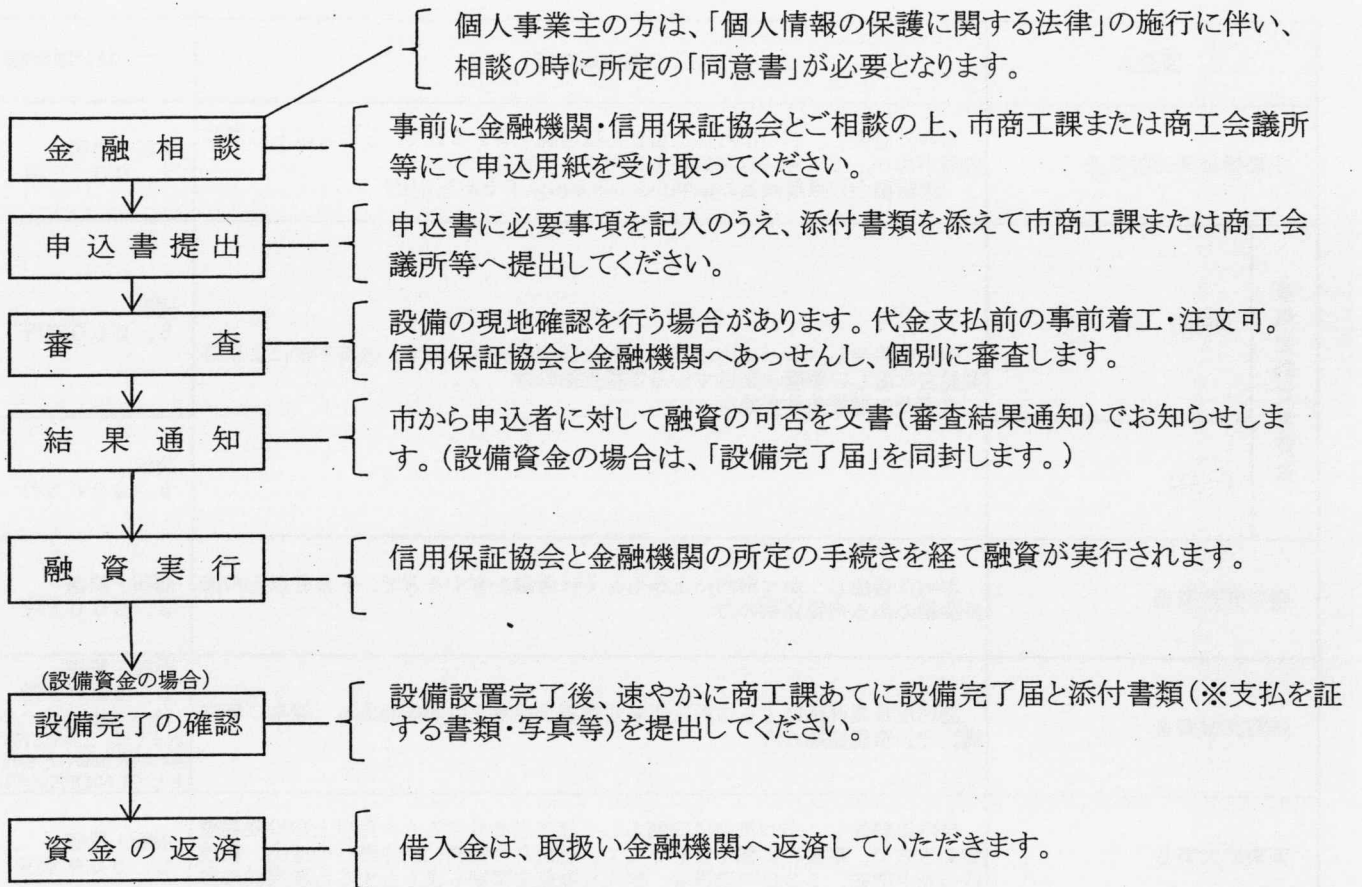 個人事業主の方は、「個人情報の保護に関する法律」の施行に伴い、
相談の時に所定の「同意書」が必要となります。
金融相談
事前に金融機関・信用保証協会とご相談の上、市商工課または商工会議所
等にて申込用紙を受け取ってください。
申込書提出
申込書に必要事項を記入のうえ、添付書類を添えて市商工課または商工会
議所等へ提出してください。
審査
設備の現地確認を行う場合があります。代金支払前の事前着工・注文可。
信用保証協会と金融機関へあっせんし、個別に審査します。
結果通知
市から申込者に対して融資の可否を文書(審査結果通知)でお知らせしま
す。(設備資金の場合は、「設備完了届」を同封します。)
融資実行
信用保証協会と金融機関の所定の手続きを経て融資が実行されます。
(設備資金の場合)
設備完了の確認
設備設置完了後、速やかに商工課あてに設備完了届と添付書類(※支払を証
する書類・写真等)を提出してください。
資金の返済
借入金は、取扱い金融機関へ返済していただきます。